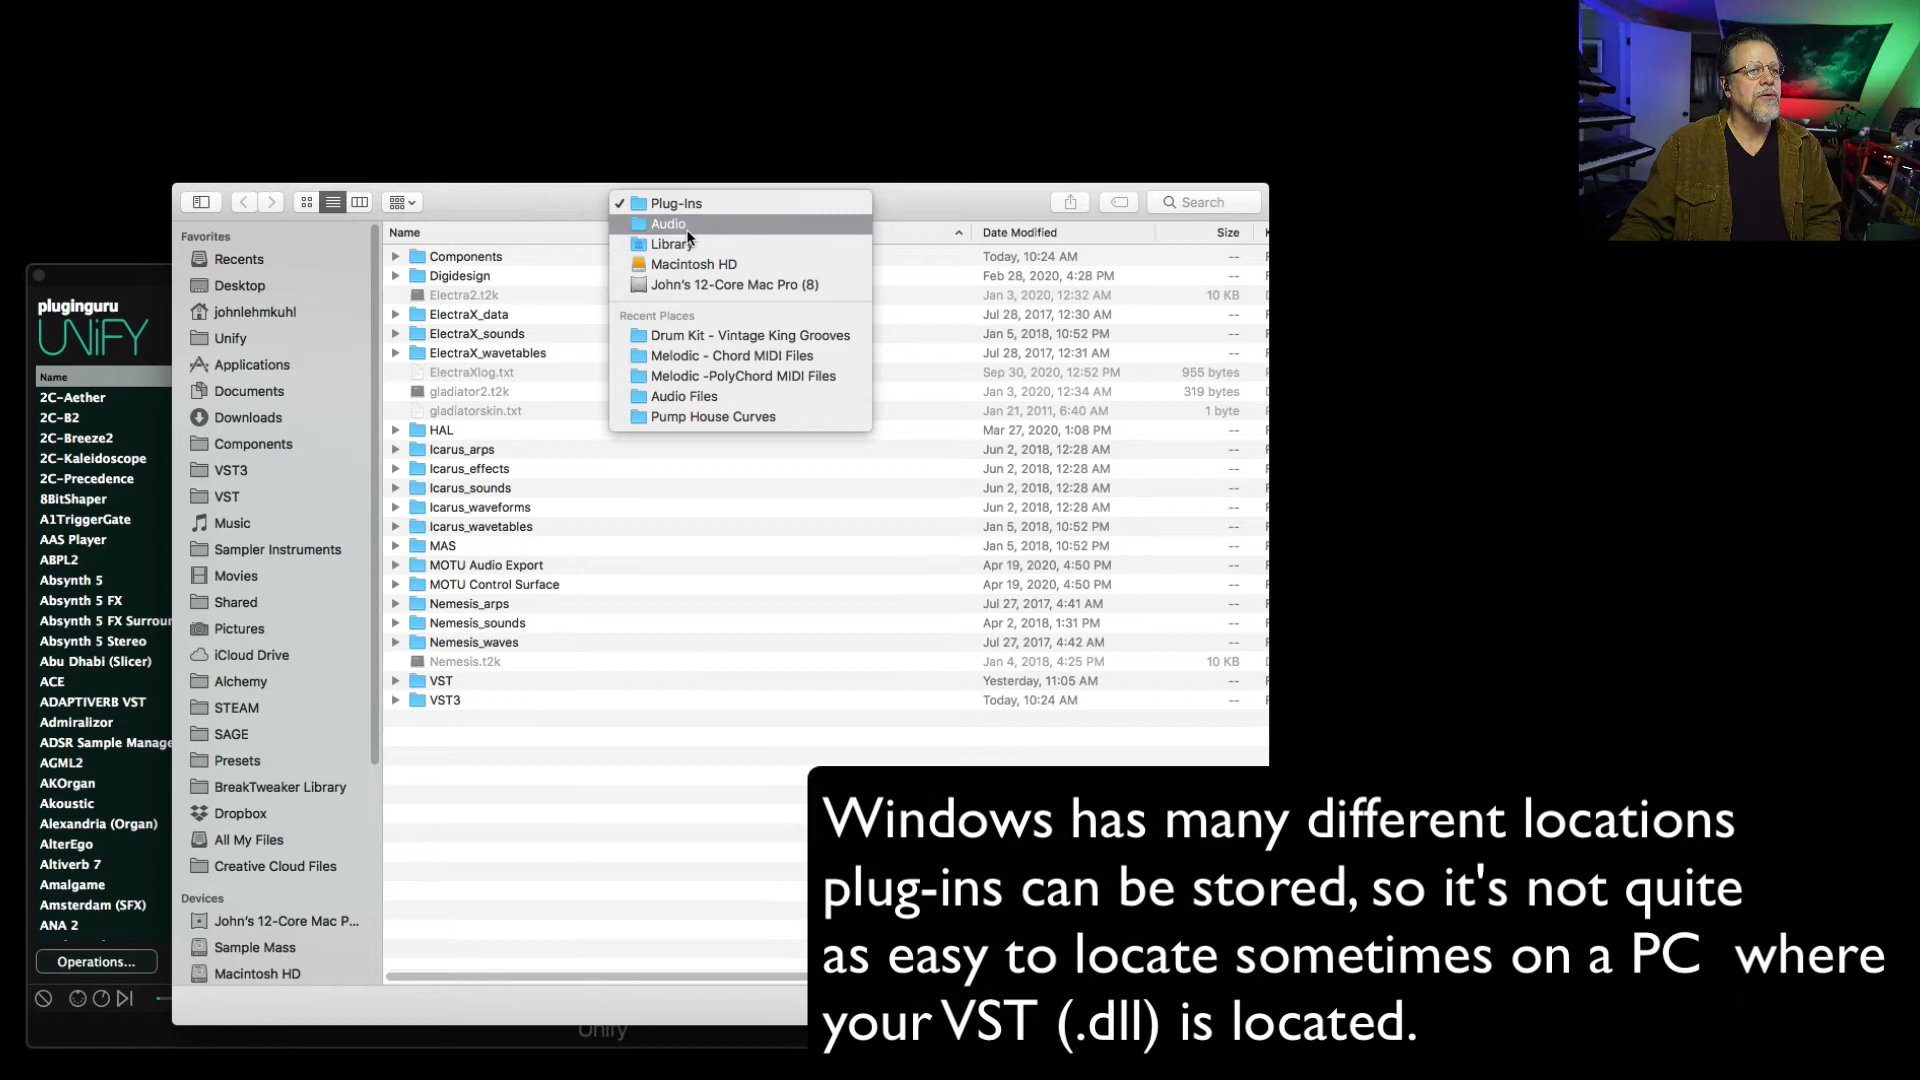 Plug-Ins
Audio
Library
Macintosh HD
John's 12-Core Mac Pro (8)
Recent Places
Drum Kit - Vintage King Grooves
Melodic - Chord MIDI Files
Melodic -PolyChord MIDI Files
Audio Files
Pump House Curves
Search
pluginguru
UNiFY
Name
2C-Aether
2C-B2
2C-Breeze2
2C-Kaleidoscope
2C-Precedence
8BitShaper
A1TriggerGate
AAS Player
ABPL2
Absynth 5
Absynth 5 FX
Absynth 5 FX Surrour
Absynth 5 Stereo
Abu Dhabi (Slicer)
ACE
ADAPTIVERB VST
Admiralizor
ADSR Sample Manage
AGML2
AKOrgan
Akoustic
Alexandria (Organ)
AlterEgo
Altiverb 7
Amalgame
Amsterdam (SFX)
ANA 2
Operations...
Favorites
Recents
Desktop
johnlehmkuhl
Unify
Applications
Documents
Downloads
Components
VST3
VST
Music
Sampler Instruments
Movies
Shared
Pictures
iCloud Drive
Alchemy
STEAM
SAGE
Presets
BreakTweaker Library
Dropbox
All My Files
Creative Cloud Files
Devices
John's 12-Core Mac P...
Sample Mass
Macintosh HD
Name Date Modified Size
Components Today, 10:24 AM --
Digidesign Feb 28, 2020, 4:28 PM --
Electra2.t2k Jan 3, 2020, 12:32 AM 10 KB
ElectraX_data Jul 28, 2017, 12:30 AM --
ElectraX_sounds Jan 5, 2018, 10:52 PM --
ElectraX_wavetables Jul 28, 2017, 12:31 AM --
ElectraXlog.txt Sep 30, 2020, 12:52 PM 955 bytes
gladiator2.t2k Jan 3, 2020, 12:34 AM 319 bytes
gladiatorskin.txt Jan 21, 2011, 6:40 AM 1 byte
HAL Mar 27, 2020, 1:08 PM --
Icarus_arps Jun 2, 2018, 12:28 AM --
Icarus_effects Jun 2, 2018, 12:28 AM --
Icarus_sounds Jun 2, 2018, 12:28 AM --
Icarus_waveforms Jun 2, 2018, 12:28 AM --
Icarus_wavetables Jan 5, 2018, 10:52 PM --
MAS Jan 5, 2018, 10:52 PM --
MOTU Audio Export Apr 19, 2020, 4:50 PM --
MOTU Control Surface Apr 19, 2020, 4:50 PM --
Nemesis_arps Jul 27, 2017, 4:41 AM --
Nemesis_sounds Apr 2, 2018, 1:31 PM --
Nemesis_waves Jul 27, 2017, 4:42 AM --
Nemesis.t2k Jan 4, 2018, 4:25 PM 10 KB
VST Yesterday, 11:05 AM --
VST3 Today, 10:24 AM --
Unify
Windows has many different locations
plug-ins can be stored, so it's not quite
as easy to locate sometimes on a PC where
your VST (.dll) is located.